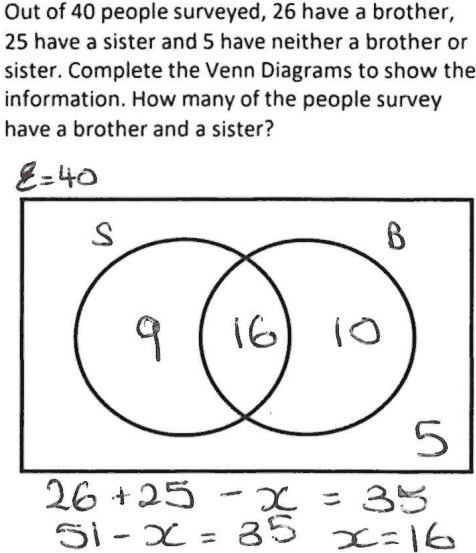 Out of 40 people surveyed, 26 have a brother,
25 have a sister and 5 have neither a brother or
sister. Complete the Venn Diagrams to show the
information. How many of the people survey
have a brother and a sister?
ℰ=40
S B
9 16 10
5
26 + 25 - x = 35
51 - x = 35 x = 16